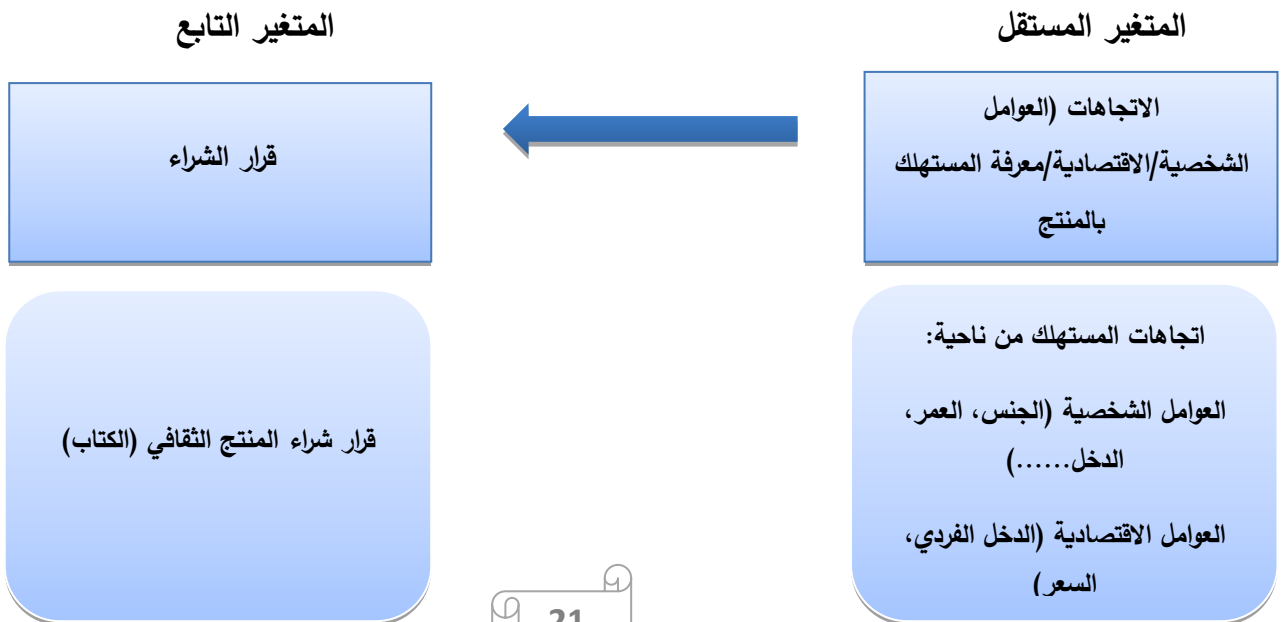 المتغير المستقل
المتغير التابع
الاتجاهات (العوامل
الشخصية/الاقتصادية/معرفة المستهلك
بالمنتج
قرار الشراء
اتجاهات المستهلك من ناحية:
العوامل الشخصية (الجنس، العمر،
الدخل......)
العوامل الاقتصادية (الدخل الفردي،
السعر)
قرار شراء المنتج الثقافي (الكتاب)
21